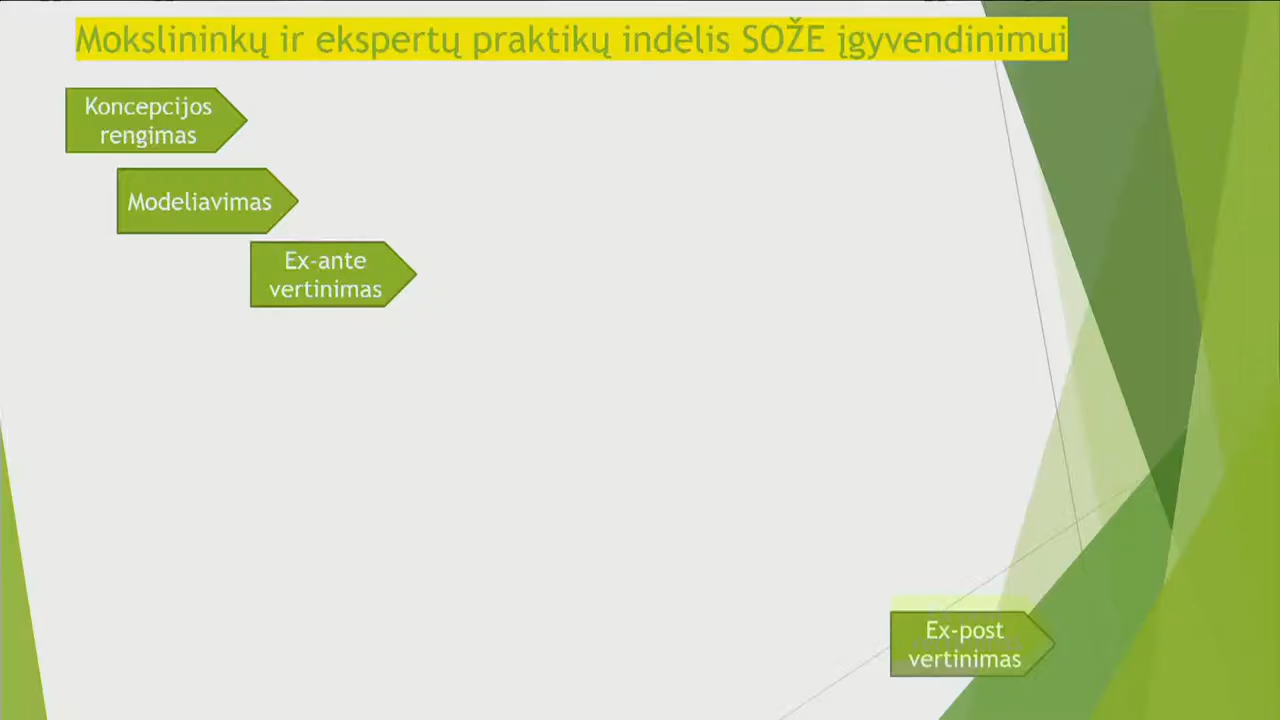 Mokslininkų ir ekspertų praktikų indėlis SOŽE įgyvendinimui
Koncepcijos
rengimas
Modeliavimas
Ex-ante
vertinimas
Ex-post
vertinimas